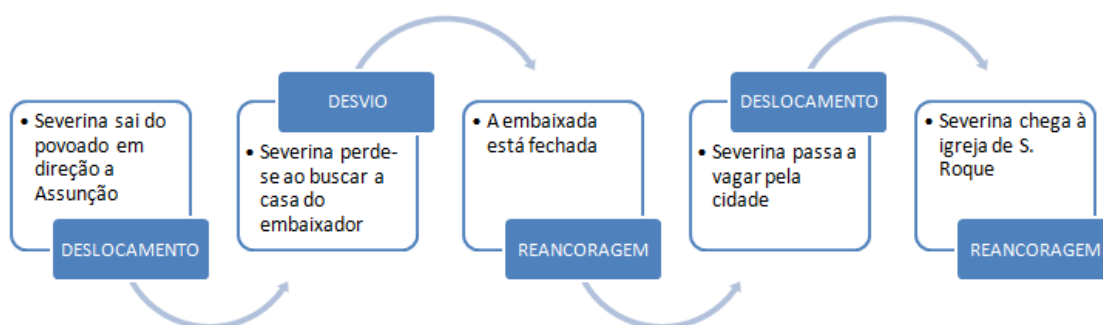 • Severina sai do
povoado em
direção a
Assunção
DESLOCAMENTO
DESVIO
• Severina perde-
se ao buscar a
casa do
embaixador
• A embaixada
está fechada
REANCORAGEM
DESLOCAMENTO
• Severina passa a
vagar pela
cidade
• Severina chega à
igreja de S.
Roque
REANCORAGEM